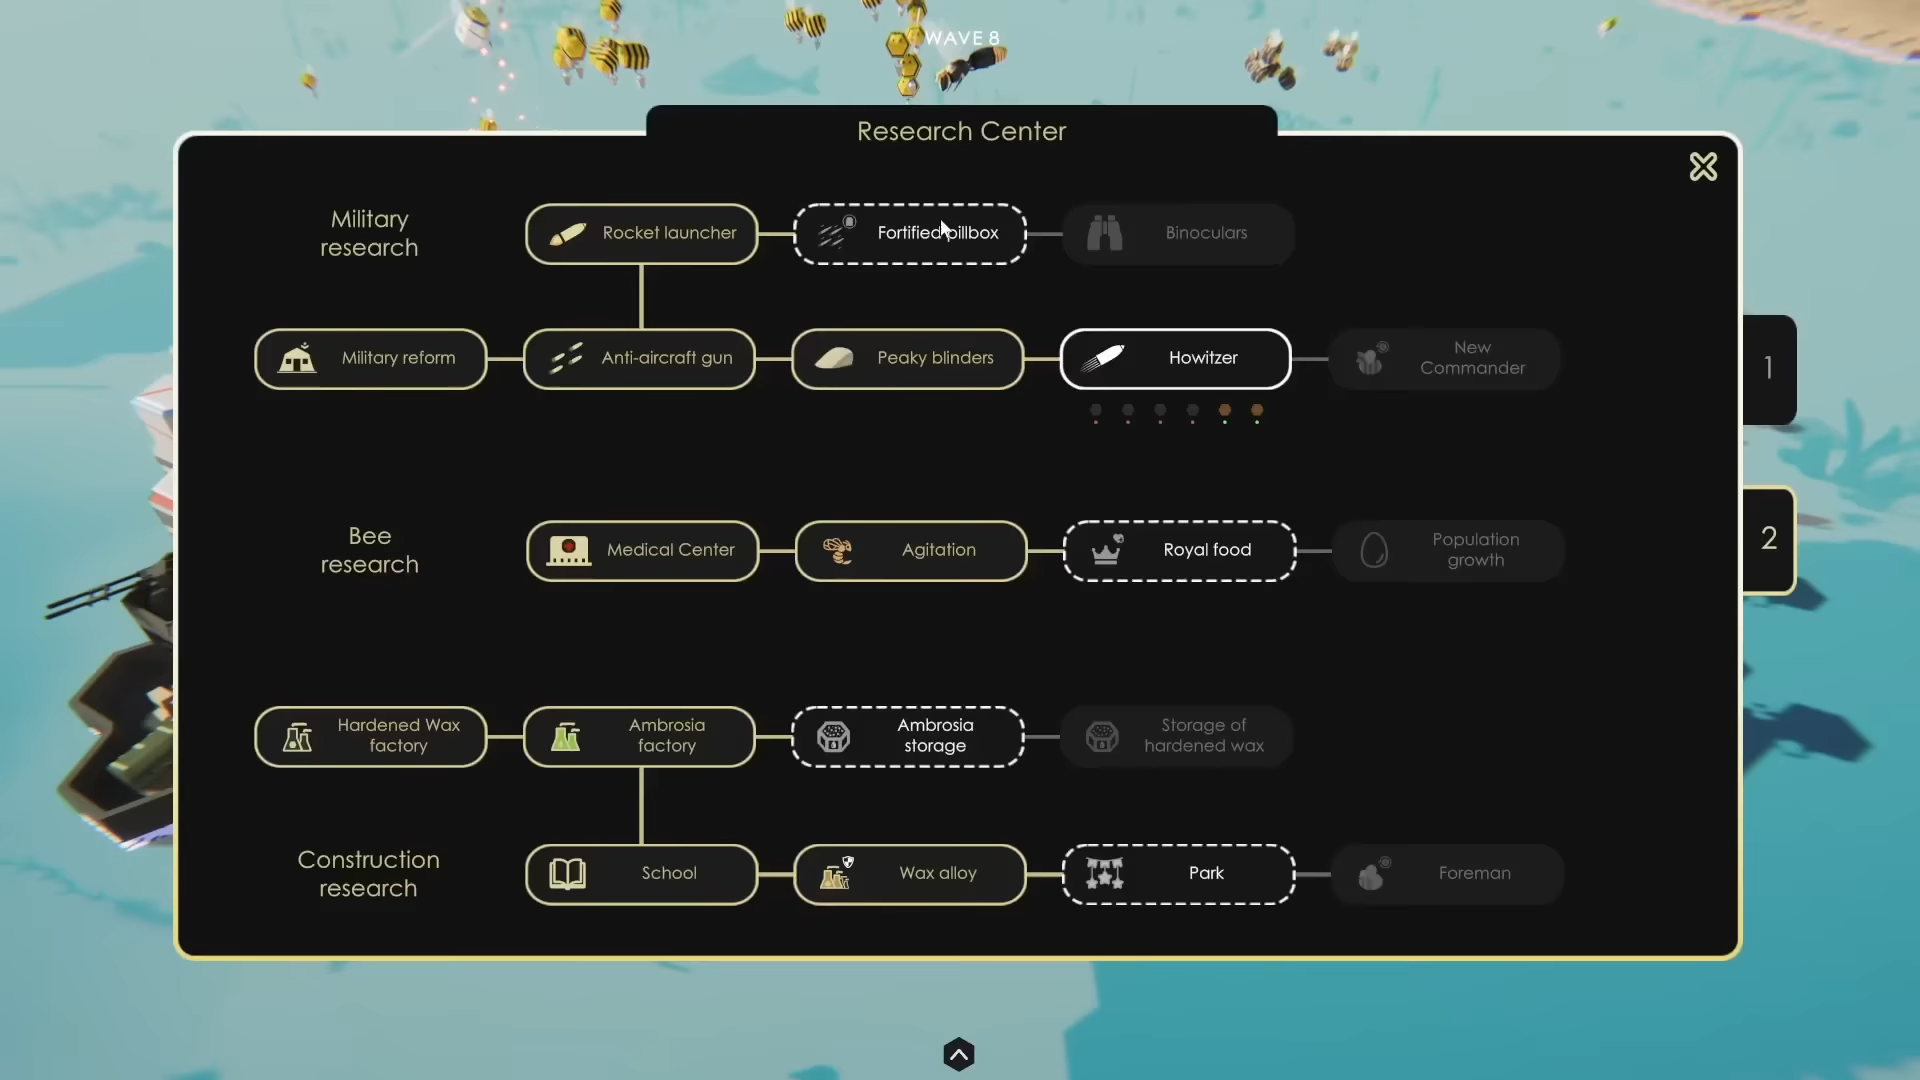 WAVE 8
Research Center
Military
research
Rocket launcher
Fortified pillbox
Binoculars
Military reform
Anti-aircraft gun
Peaky blinders
Howitzer
New
Commander
1
Bee
research
Medical Center
Agitation
Royal food
Population
growth
2
Hardened Wax
factory
Ambrosia
factory
Ambrosia
storage
Storage of
hardened wax
Construction
research
School
Wax alloy
Park
Foreman